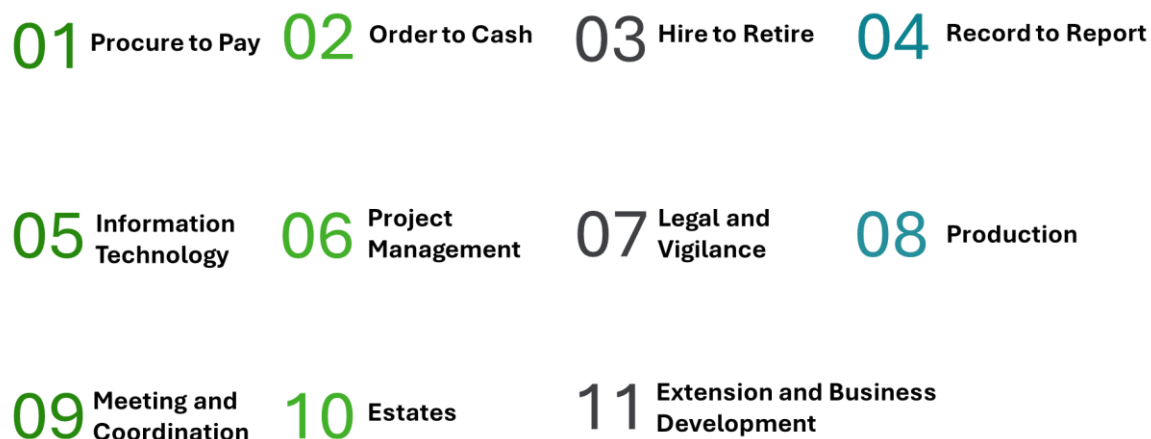 01 Procure to Pay
02 Order to Cash
03 Hire to Retire
04 Record to Report
05 Information
Technology
06 Project
Management
07 Legal and
Vigilance
08 Production
09 Meeting and
Coordination
10 Estates
11 Extension and Business
Development